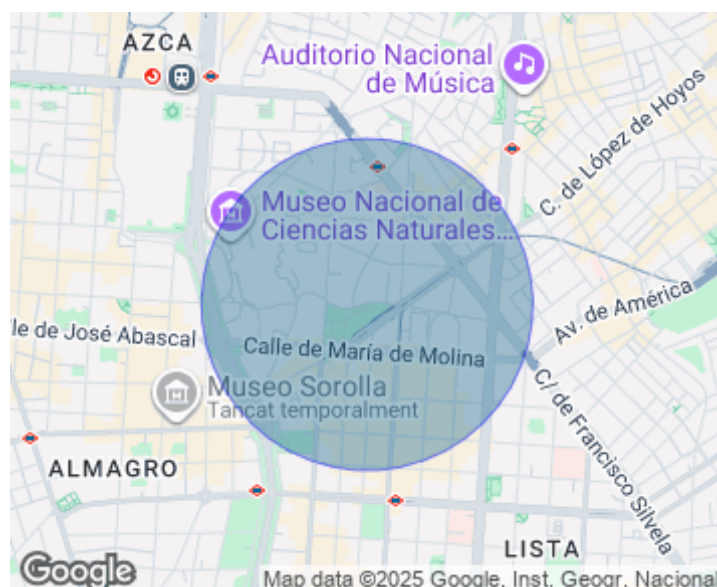 AZCA
Auditorio Nacional
de Música
C. de López de Hoyos
Museo Nacional de
Ciencias Naturales...
Av. de América
lle de José Abascal
Calle de María de Molina
Museo Sorolla
Tancat temporalment
C/ de Francisco Silvela
ALMAGRO
LISTA
Google
Map data ©2025 Google, Inst. Geogr. Nacional